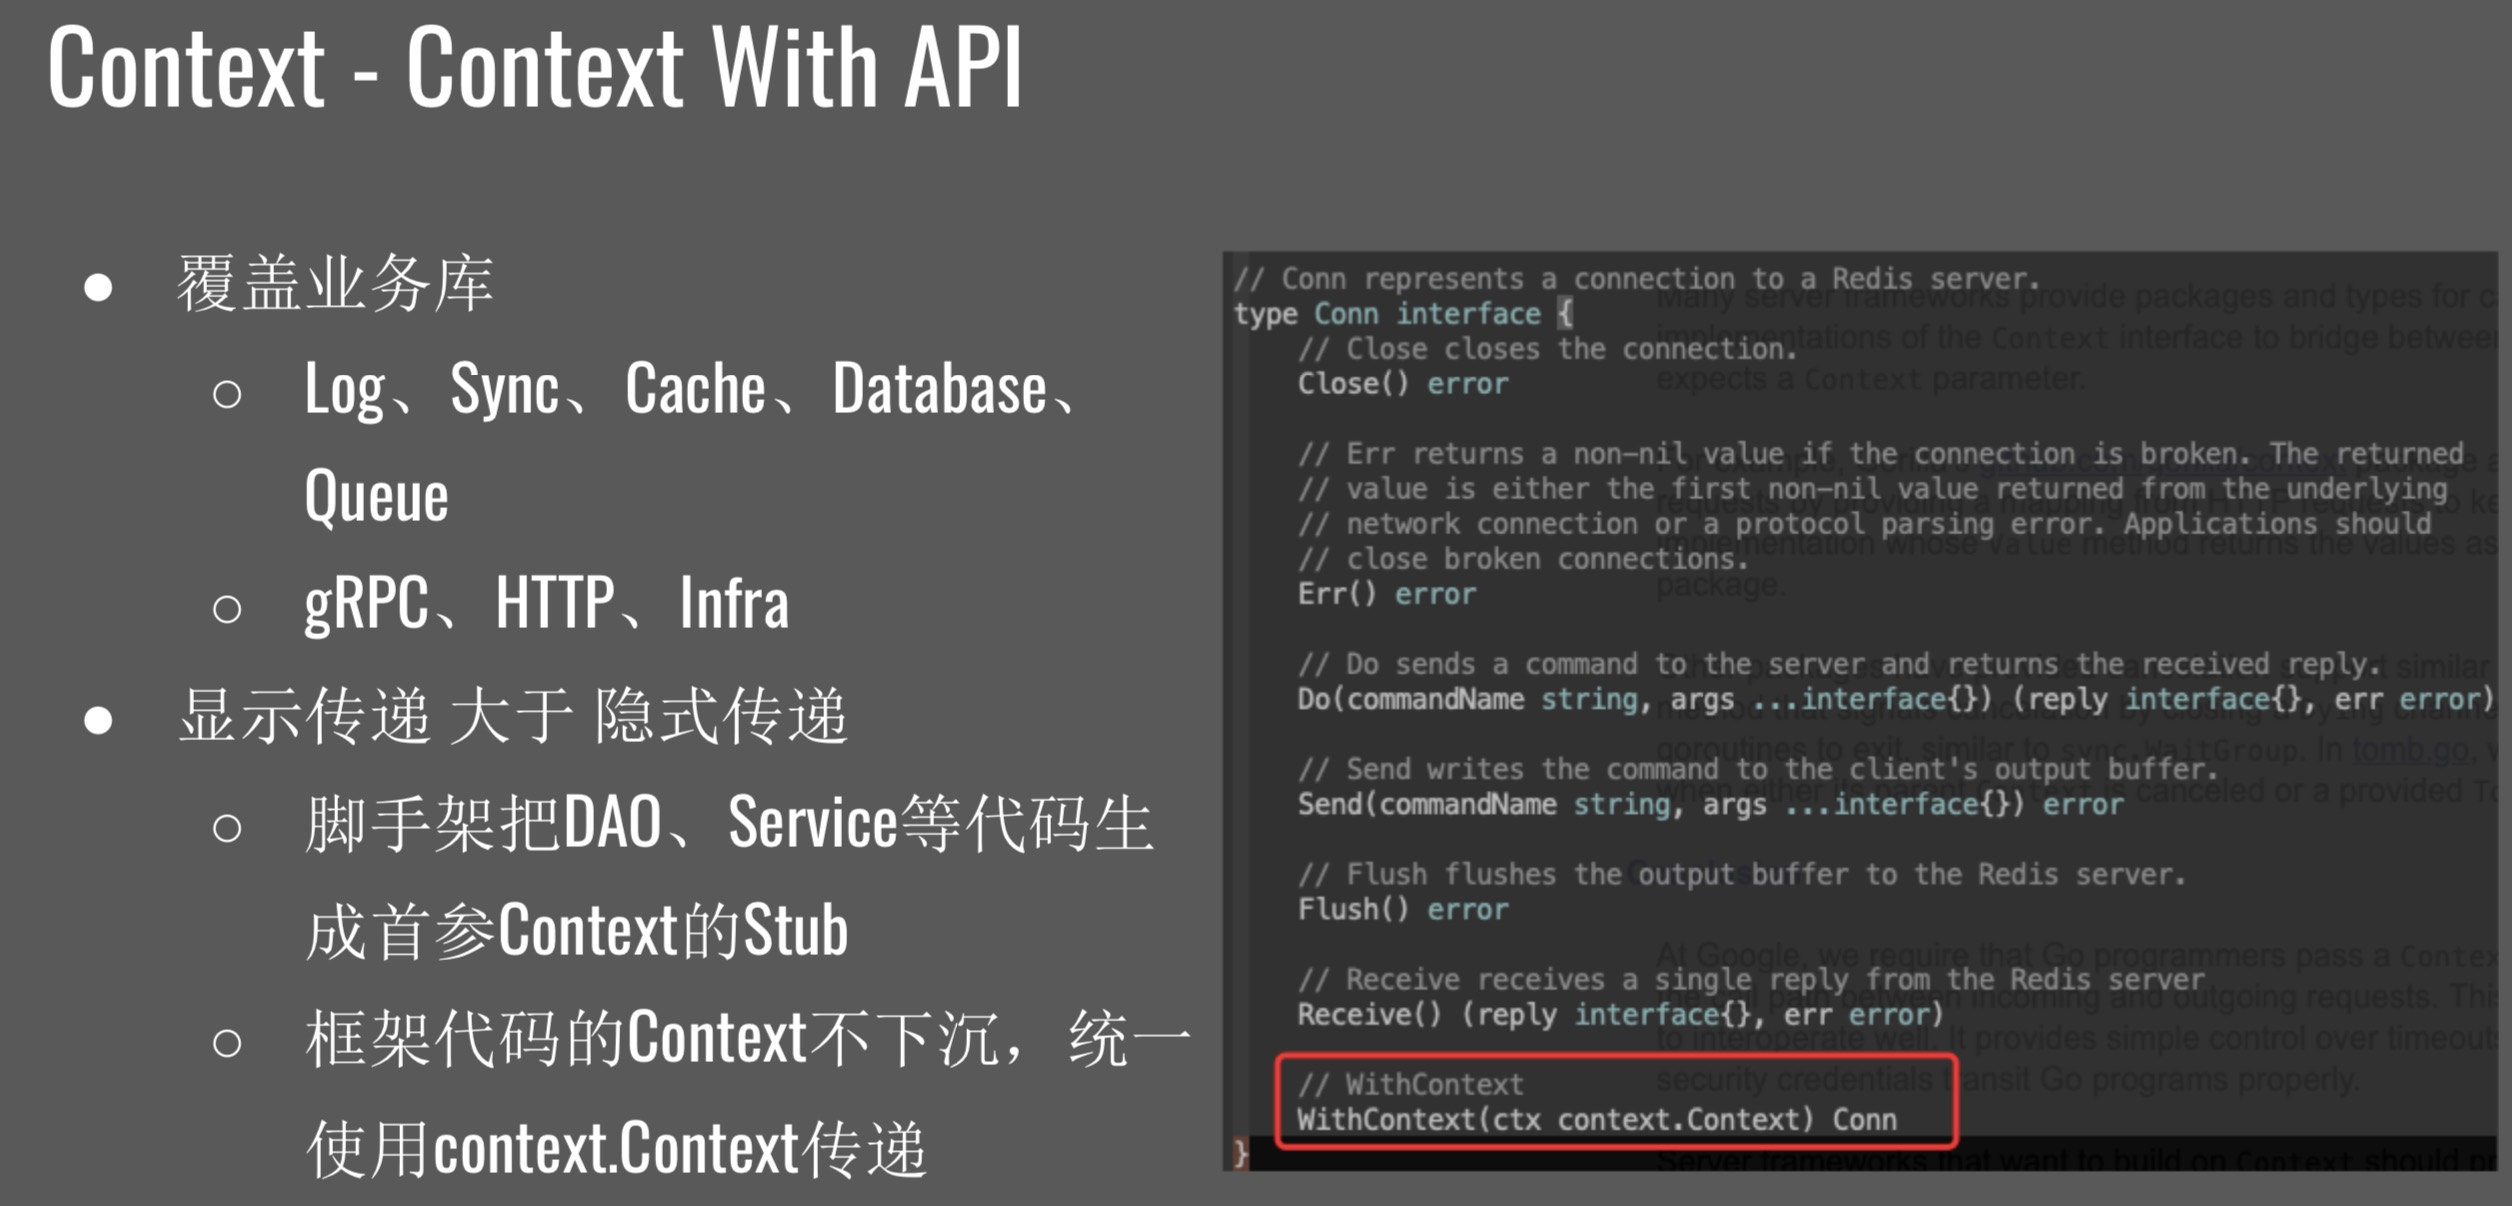 Context - Context With API
● 覆盖业务库
○ Log、Sync、Cache、Database、
Queue
○ gRPC、HTTP、Infra
● 显示传递 大于 隐式传递
○ 脚手架把DAO、Service等代码生
成首参Context的Stub
○ 框架代码的Context不下沉，统一
使用context.Context传递
// Conn represents a connection to a Redis server.
type Conn interface {
// Close closes the connection.
Close() error
// Err returns a non-nil value if the connection is broken. The returned
// value is either the first non-nil value returned from the underlying
// network connection or a protocol parsing error. Applications should
// close broken connections.
Err() error
// Do sends a command to the server and returns the received reply.
Do(commandName string, args ...interface{}) (reply interface{}, err error)
// Send writes the command to the client's output buffer.
Send(commandName string, args ...interface{}) error
// Flush flushes the output buffer to the Redis server.
Flush() error
// Receive receives a single reply from the Redis server
Receive() (reply interface{}, err error)
// WithContext
WithContext(ctx context.Context) Conn
}